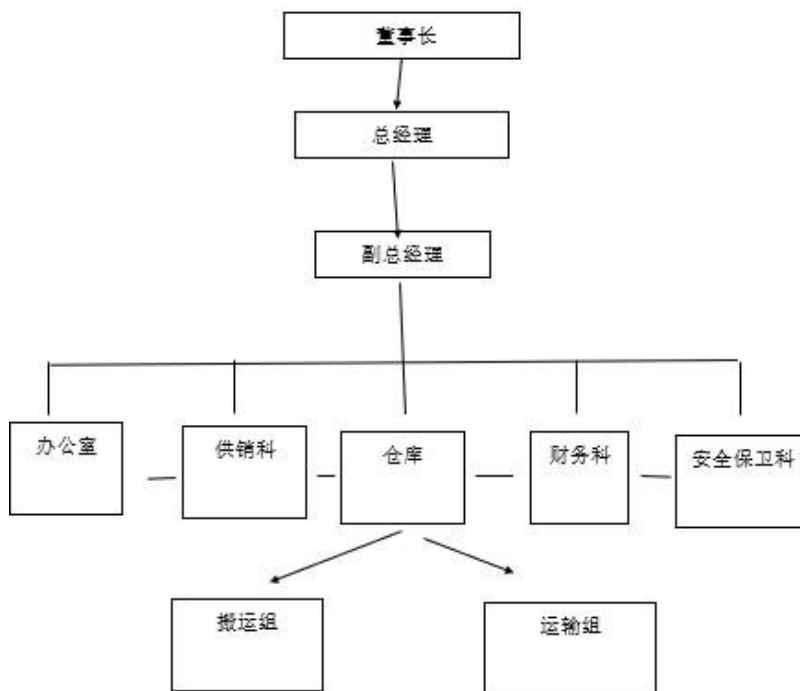 董事长
总经理
副总经理
办公室
供销科
仓库
财务科
安全保卫科
搬运组
运输组